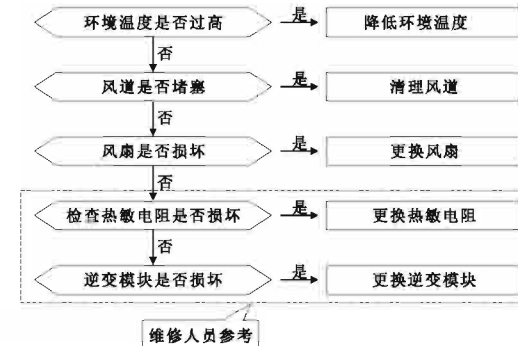 环境温度是否过高
是
降低环境温度
否
风道是否堵塞
是
清理风道
否
风扇是否损坏
是
更换风扇
否
检查热敏电阻是否损坏
是
更换热敏电阻
否
逆变模块是否损坏
是
更换逆变模块
维修人员参考